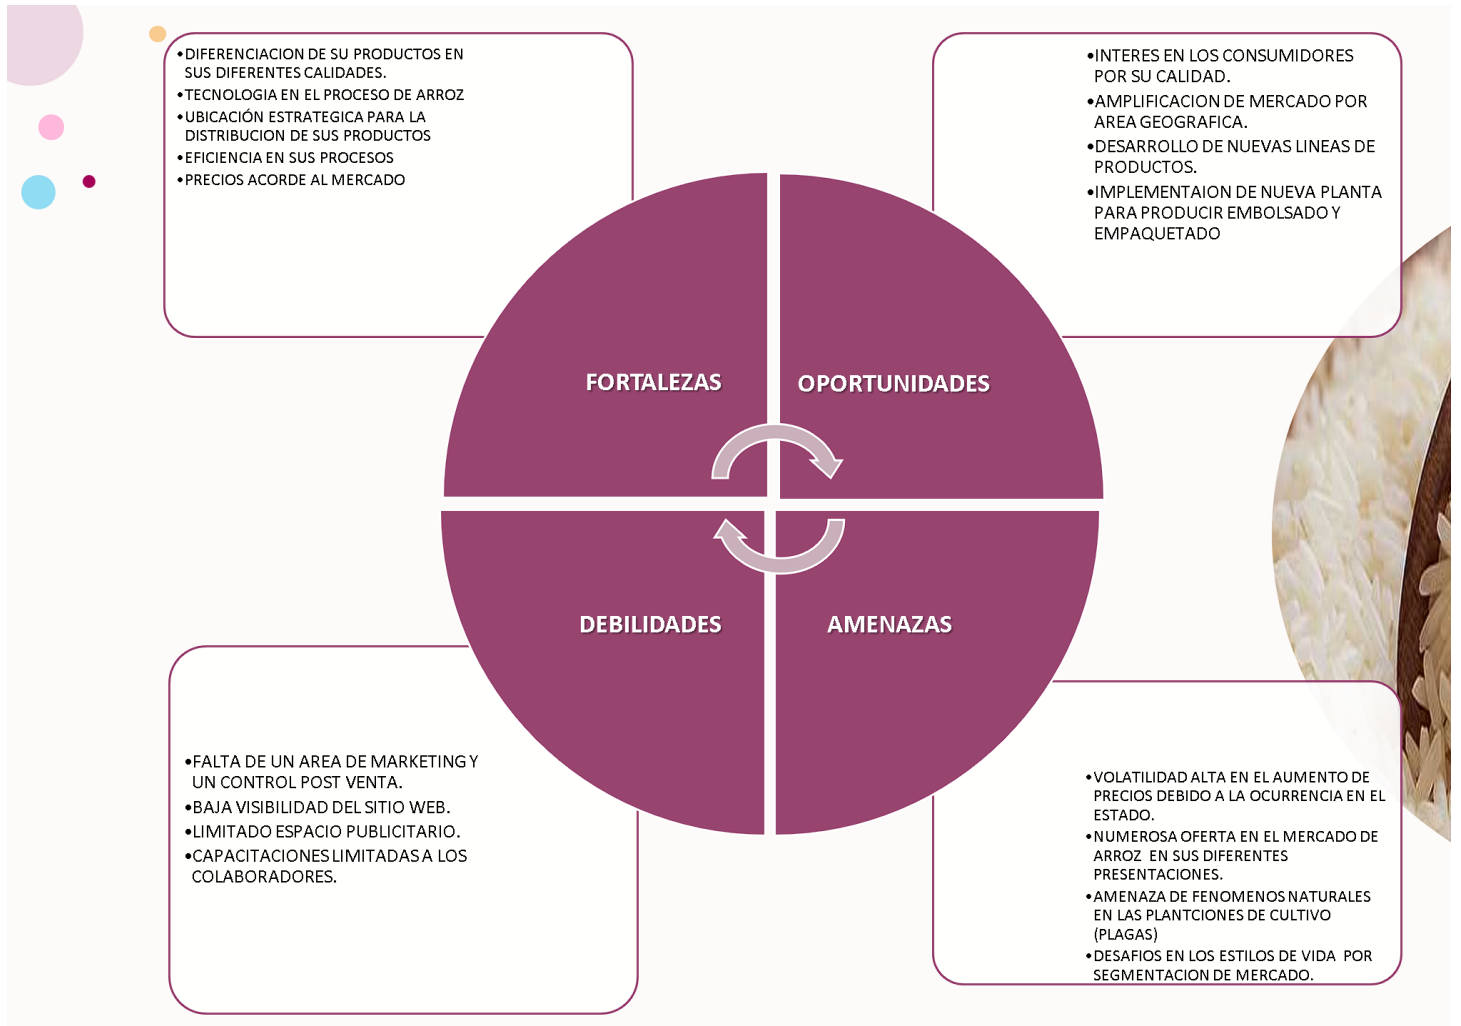 •DIFERENCIACION DE SU PRODUCTOS EN
SUS DIFERENTES CALIDADES.
•TECNOLOGIA EN EL PROCESO DE ARROZ
•UBICACIÓN ESTRATEGICA PARA LA
DISTRIBUCION DE SUS PRODUCTOS
•EFICIENCIA EN SUS PROCESOS
•PRECIOS ACORDE AL MERCADO
•INTERES EN LOS CONSUMIDORES
POR SU CALIDAD.
•AMPLIFICACION DE MERCADO POR
AREA GEOGRAFICA.
•DESARROLLO DE NUEVAS LINEAS DE
PRODUCTOS.
•IMPLEMENTAION DE NUEVA PLANTA
PARA PRODUCIR EMBOLSADO Y
EMPAQUETADO
FORTALEZAS
OPORTUNIDADES
DEBILIDADES
AMENAZAS
•FALTA DE UN AREA DE MARKETING Y
UN CONTROL POST VENTA.
•BAJA VISIBILIDAD DEL SITIO WEB.
•LIMITADO ESPACIO PUBLICITARIO.
•CAPACITACIONES LIMITADAS A LOS
COLABORADORES.
•VOLATILIDAD ALTA EN EL AUMENTO DE
PRECIOS DEBIDO A LA OCURRENCIA EN EL
ESTADO.
•NUMEROSA OFERTA EN EL MERCADO DE
ARROZ EN SUS DIFERENTES
PRESENTACIONES.
•AMENAZA DE FENOMENOS NATURALES
EN LAS PLANTCIONES DE CULTIVO
(PLAGAS)
•DESAFIOS EN LOS ESTILOS DE VIDA POR
SEGMENTACION DE MERCADO.